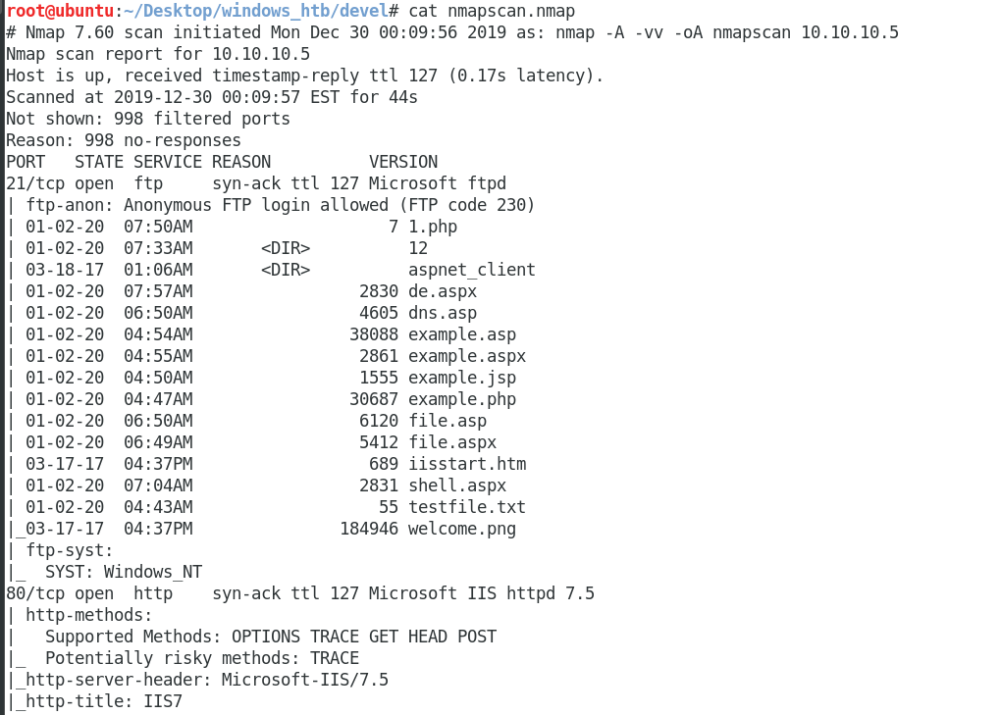 root@ubuntu:~/Desktop/windows_htb/devel# cat nmapscan.nmap
# Nmap 7.60 scan initiated Mon Dec 30 00:09:56 2019 as: nmap -A -vv -oA nmapscan 10.10.10.5
Nmap scan report for 10.10.10.5
Host is up, received timestamp-reply ttl 127 (0.17s latency).
Scanned at 2019-12-30 00:09:57 EST for 44s
Not shown: 998 filtered ports
Reason: 998 no-responses
PORT   STATE SERVICE REASON          VERSION
21/tcp open  ftp     syn-ack ttl 127 Microsoft ftpd
| ftp-anon: Anonymous FTP login allowed (FTP code 230)
| 01-02-20  07:50AM                    7 1.php
| 01-02-20  07:33AM       <DIR>          12
| 03-18-17  01:06AM       <DIR>          aspnet_client
| 01-02-20  07:57AM                 2830 de.aspx
| 01-02-20  06:50AM                 4605 dns.asp
| 01-02-20  04:54AM                38088 example.asp
| 01-02-20  04:55AM                 2861 example.aspx
| 01-02-20  04:50AM                 1555 example.jsp
| 01-02-20  04:47AM                30687 example.php
| 01-02-20  06:50AM                 6120 file.asp
| 01-02-20  06:49AM                 5412 file.aspx
| 03-17-17  04:37PM                  689 iisstart.htm
| 01-02-20  07:04AM                 2831 shell.aspx
| 01-02-20  04:43AM                   55 testfile.txt
|_03-17-17  04:37PM               184946 welcome.png
| ftp-syst:
|_  SYST: Windows_NT
80/tcp open  http    syn-ack ttl 127 Microsoft IIS httpd 7.5
| http-methods:
|   Supported Methods: OPTIONS TRACE GET HEAD POST
|_  Potentially risky methods: TRACE
|_http-server-header: Microsoft-IIS/7.5
|_http-title: IIS7